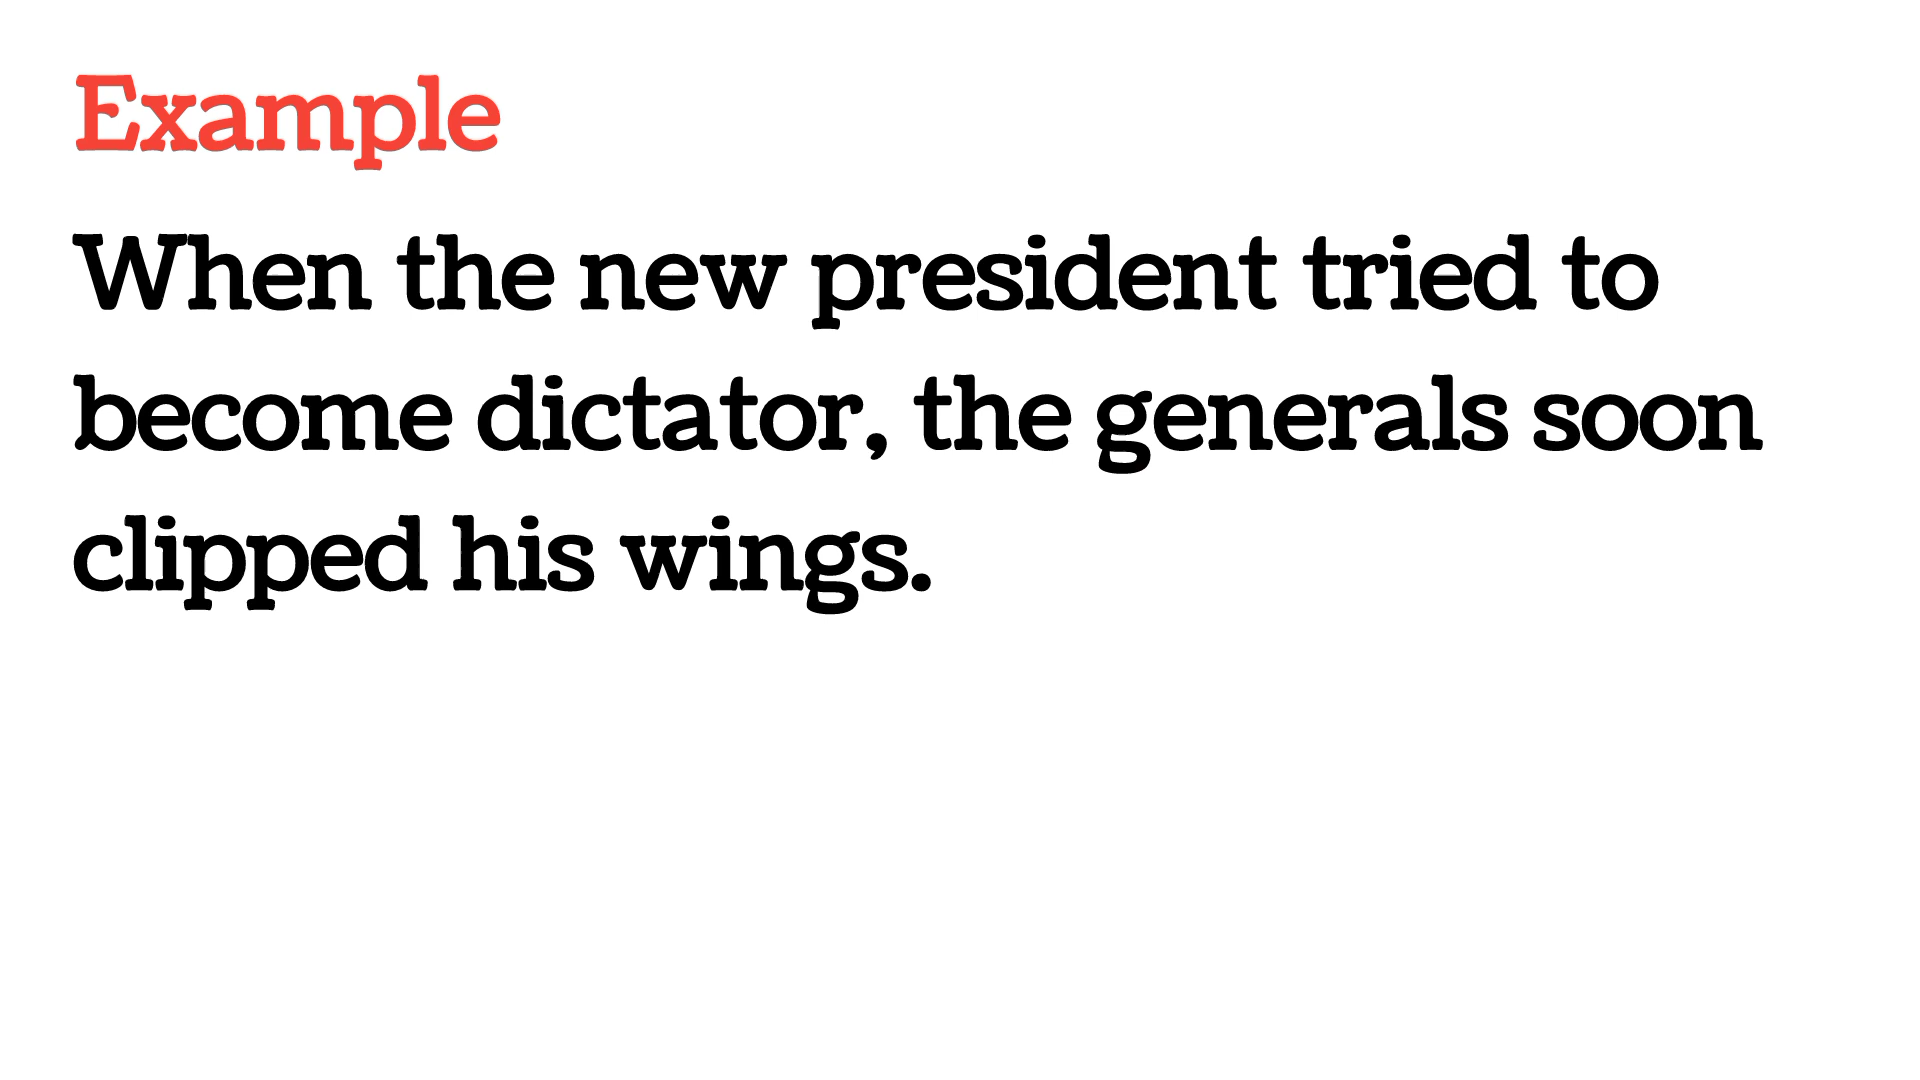 Example
When the new president tried to
become dictator, the generals soon
clipped his wings.